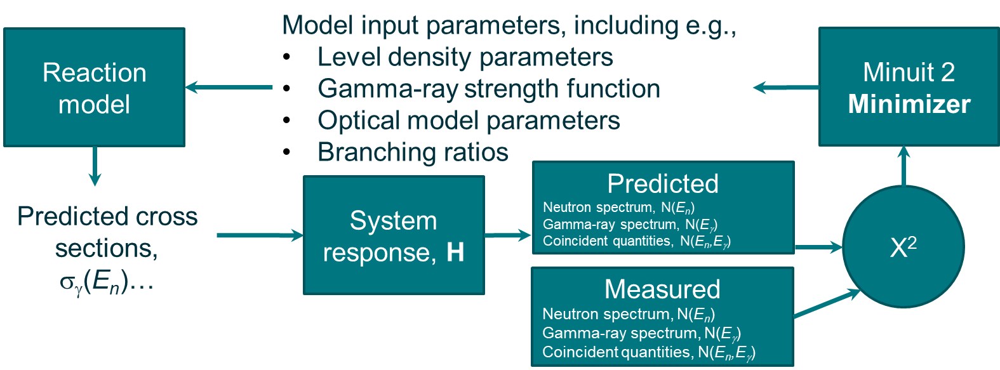 Reaction
model
Model input parameters, including e.g.,
• Level density parameters
• Gamma-ray strength function
• Optical model parameters
• Branching ratios
Minuit 2
Minimizer
Predicted cross
sections,
σγ(En)…
System
response, H
Predicted
Neutron spectrum, N(En)
Gamma-ray spectrum, N(Eγ)
Coincident quantities, N(En,Eγ)
Measured
Neutron spectrum, N(En)
Gamma-ray spectrum, N(Eγ)
Coincident quantities, N(En,Eγ)
X²